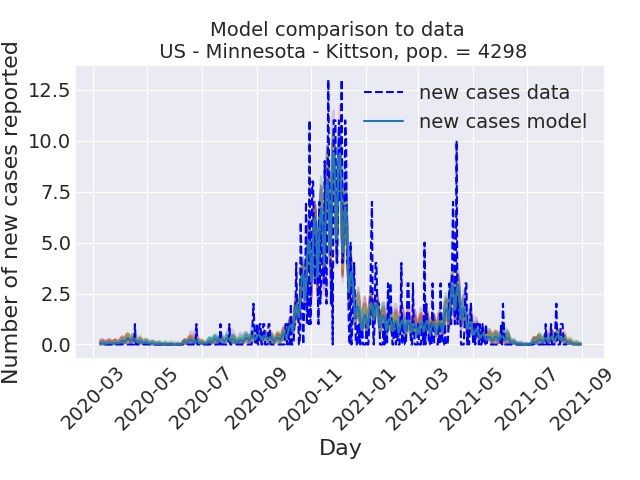 Model comparison to data
US - Minnesota - Kittson, pop. = 4298
Number of new cases reported
12.5
10.0
7.5
5.0
2.5
0.0
new cases data
new cases model
2020-03
2020-05
2020-07
2020-09
2020-11
2021-01
2021-03
2021-05
2021-07
2021-09
Day